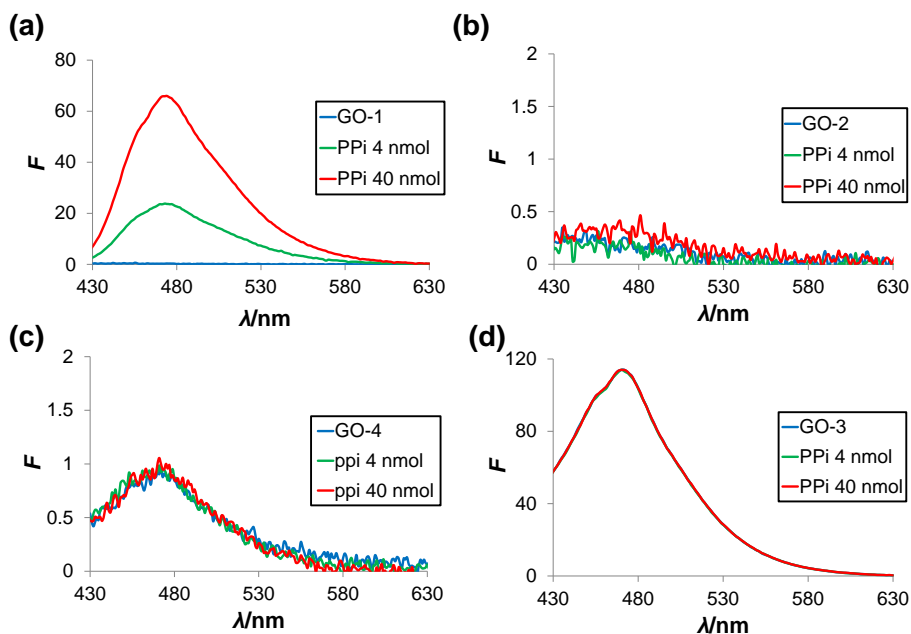 (a)
80
60
40
20
0
F
430 480 530 580 630
λ/nm
GO-1
PPi 4 nmol
PPi 40 nmol
(b)
2
1.5
1
0.5
0
F
430 480 530 580 630
λ/nm
GO-2
PPi 4 nmol
PPi 40 nmol
(c)
2
1.5
1
0.5
0
F
430 480 530 580 630
λ/nm
GO-4
ppi 4 nmol
ppi 40 nmol
(d)
120
80
40
0
F
430 480 530 580 630
λ/nm
GO-3
PPi 4 nmol
PPi 40 nmol